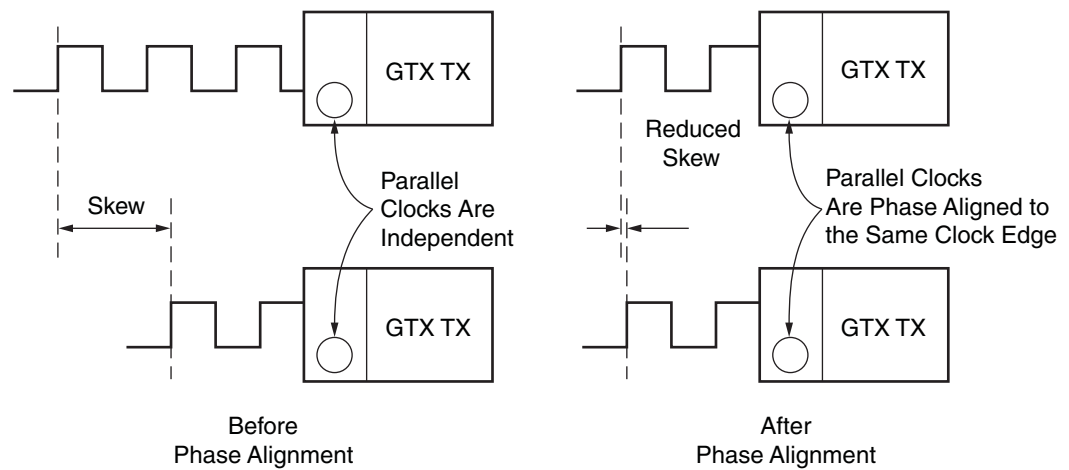 GTX TX
Skew
Parallel
Clocks Are
Independent
GTX TX
Before
Phase Alignment
GTX TX
Reduced
Skew
Parallel Clocks
Are Phase Aligned to
the Same Clock Edge
GTX TX
After
Phase Alignment